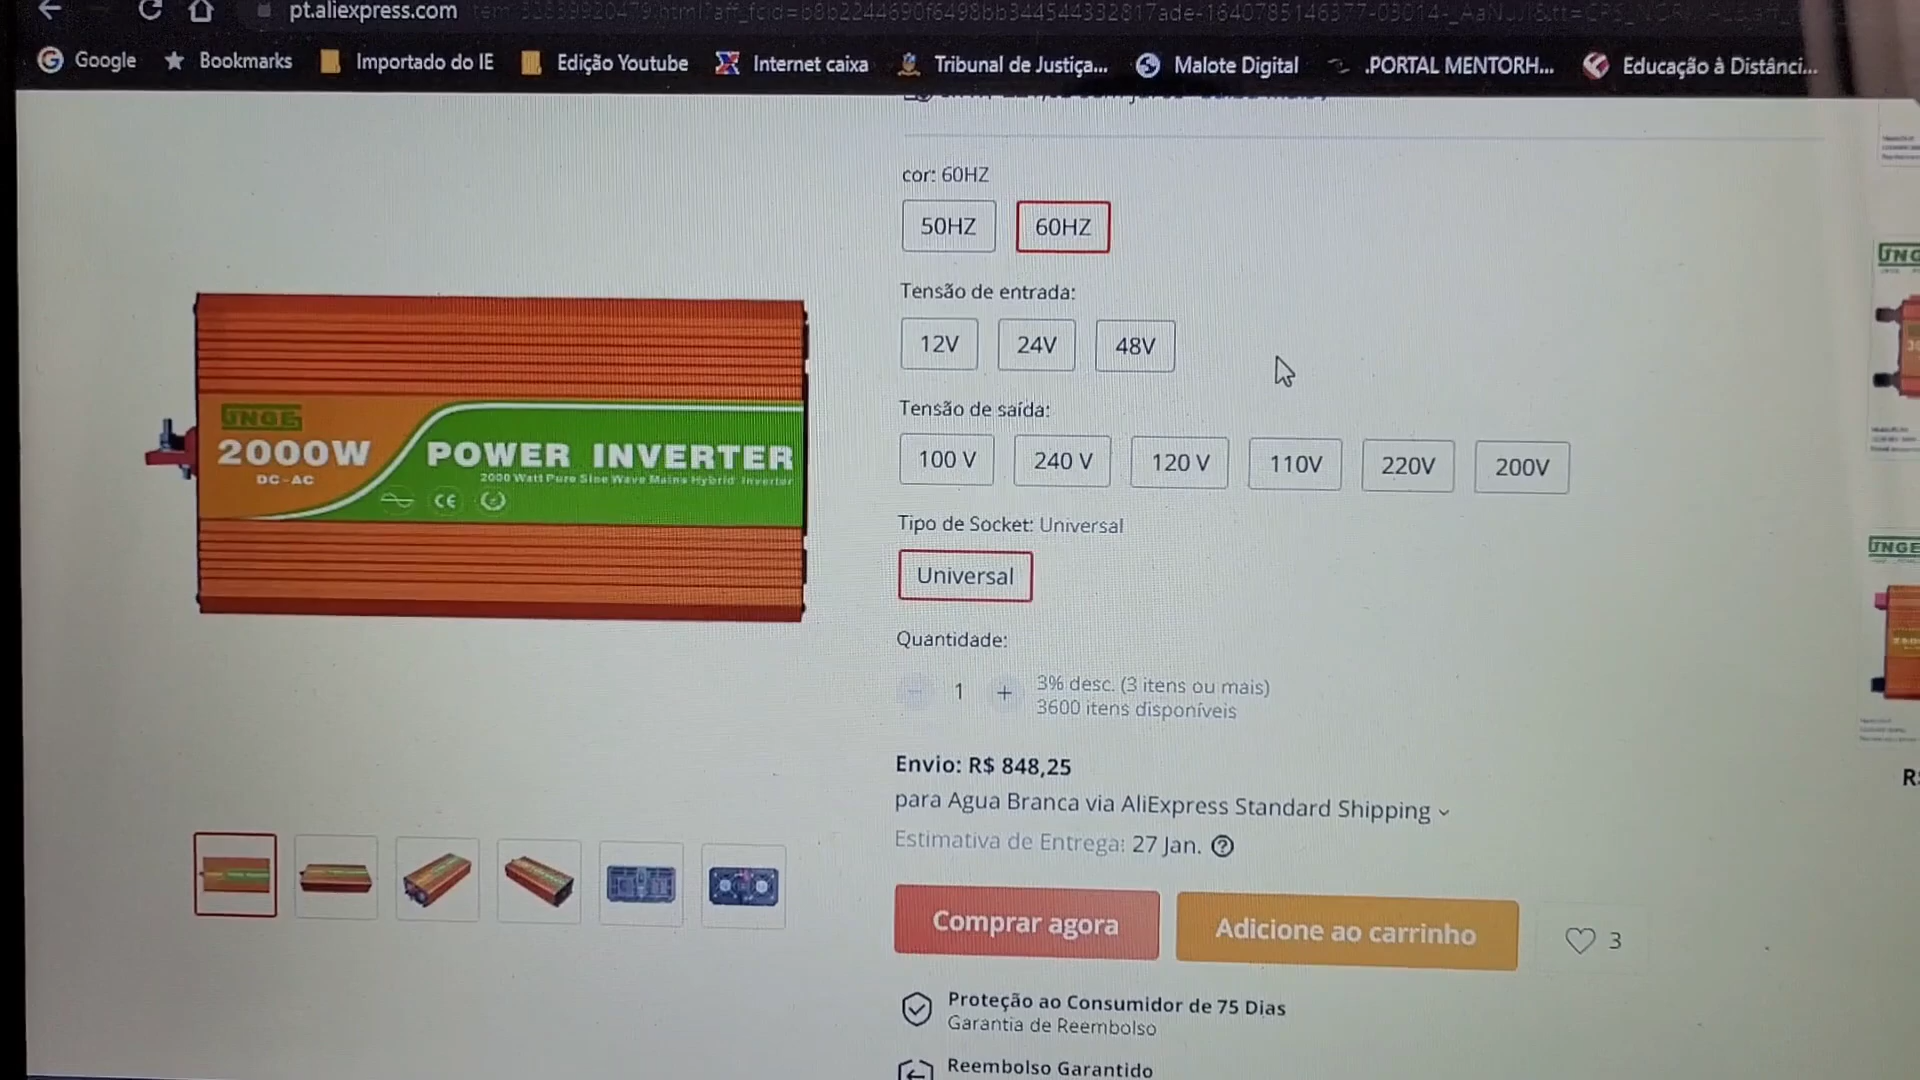 pt.aliexpress.com
Google
Bookmarks
Importado do IE
Edição Youtube
Internet caixa
Tribunal de Justiça...
Malote Digital
.PORTAL MENTORH...
Educação à Distânci...
cor: 60HZ
50HZ
60HZ
Tensão de entrada:
12V
24V
48V
Tensão de saída:
100 V
240 V
120 V
110V
220V
200V
Tipo de Socket: Universal
Universal
Quantidade:
1
3% desc. (3 itens ou mais)
3600 itens disponíveis
Envio: R$ 848,25
para Agua Branca via AliExpress Standard Shipping
Estimativa de Entrega: 27 Jan.
Comprar agora
Adicione ao carrinho
3
Proteção ao Consumidor de 75 Dias
Garantia de Reembolso
Reembolso Garantido
UNGE
2000W
DC-AC
POWER INVERTER
2000 Watt Pure Sine Wave Mains Hybrid Inverter
CE
UNGE